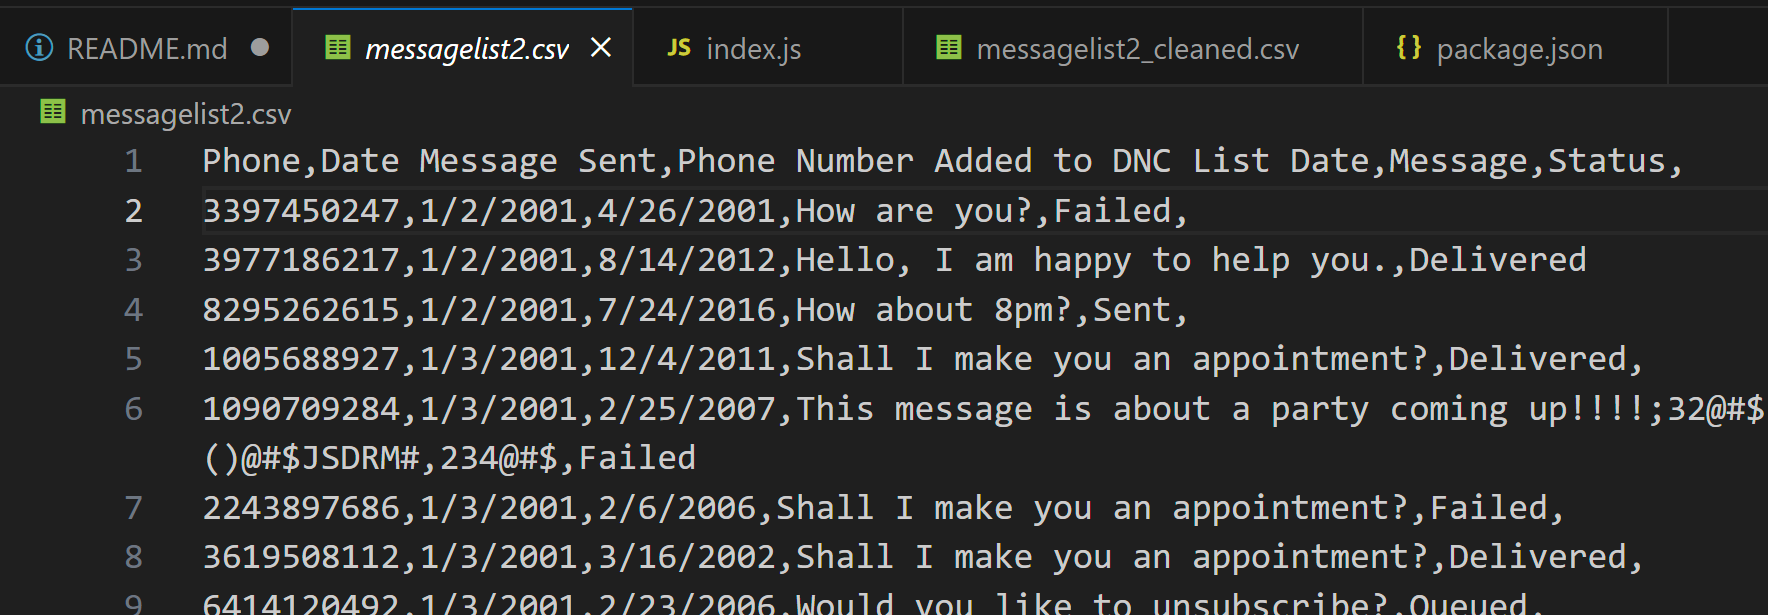 README.md
messagelist2.csv
index.js
messagelist2_cleaned.csv
package.json
messagelist2.csv
1 Phone,Date Message Sent,Phone Number Added to DNC List Date,Message,Status,
2 3397450247,1/2/2001,4/26/2001,How are you?,Failed,
3 3977186217,1/2/2001,8/14/2012,Hello, I am happy to help you.,Delivered
4 8295262615,1/2/2001,7/24/2016,How about 8pm?,Sent,
5 1005688927,1/3/2001,12/4/2011,Shall I make you an appointment?,Delivered,
6 1090709284,1/3/2001,2/25/2007,This message is about a party coming up!!!!;32@#$
()@#$JSDRM#,234@#$,Failed
7 2243897686,1/3/2001,2/6/2006,Shall I make you an appointment?,Failed,
8 3619508112,1/3/2001,3/16/2002,Shall I make you an appointment?,Delivered,
9 6414120492,1/3/2001,2/23/2006,Would you like to unsubscribe?,Queued,